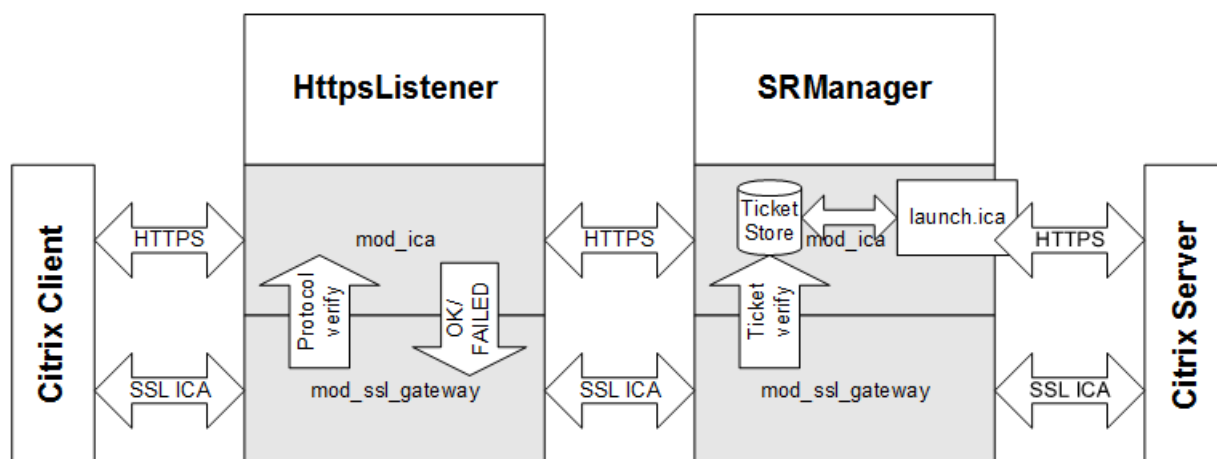 HttpsListener
SRManager
Citrix Client
HTTPS
mod_ica
HTTPS
Ticket
Store
mod_ica
launch.ica
HTTPS
Citrix Server
Protocol
verify
OK/
FAILED
Ticket
verify
SSL ICA
mod_ssl_gateway
SSL ICA
mod_ssl_gateway
SSL ICA